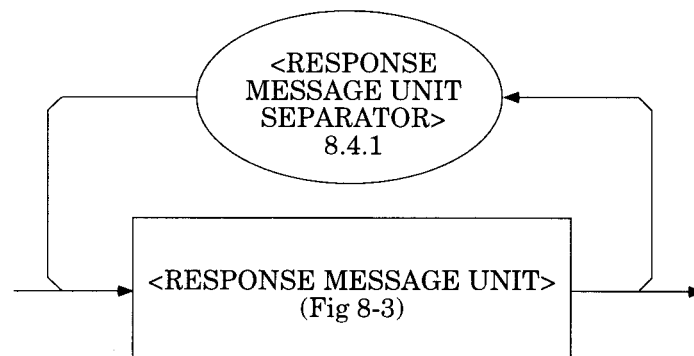 <RESPONSE
MESSAGE UNIT
SEPARATOR>
8.4.1
<RESPONSE MESSAGE UNIT>
(Fig 8-3)